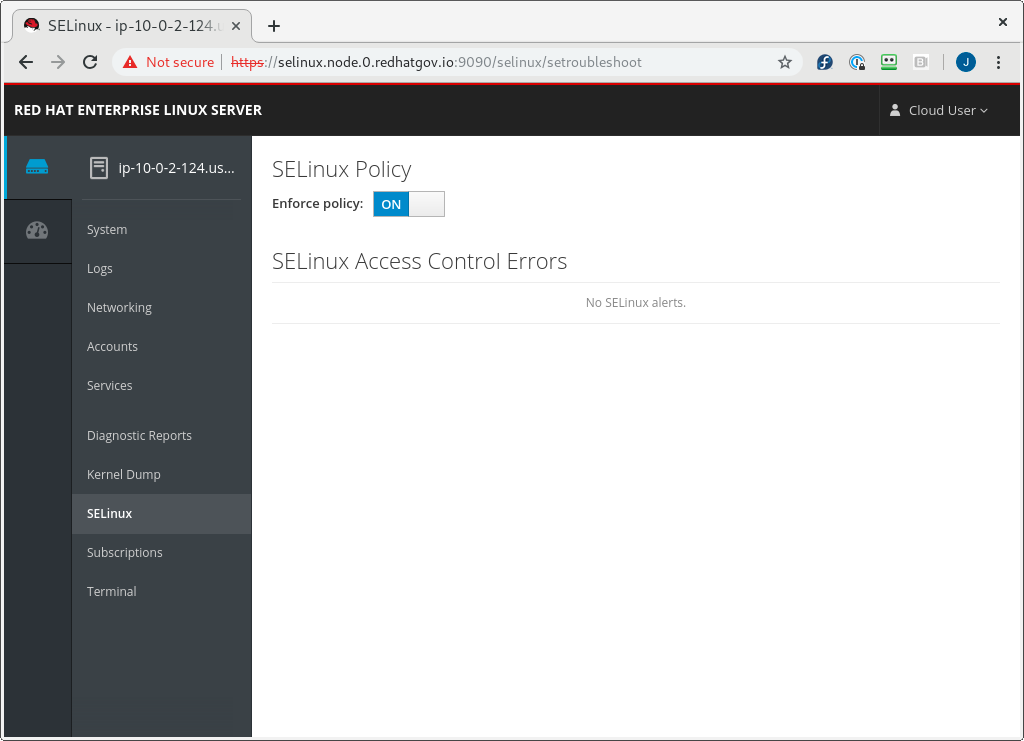 SELinux - ip-10-0-2-124.u
Not secure https://selinux.node.0.redhatgov.io:9090/selinux/setroubleshoot
J
RED HAT ENTERPRISE LINUX SERVER
Cloud User
ip-10-0-2-124.us...
System
Logs
Networking
Accounts
Services
Diagnostic Reports
Kernel Dump
SELinux
Subscriptions
Terminal
SELinux Policy
Enforce policy: ON
SELinux Access Control Errors
No SELinux alerts.